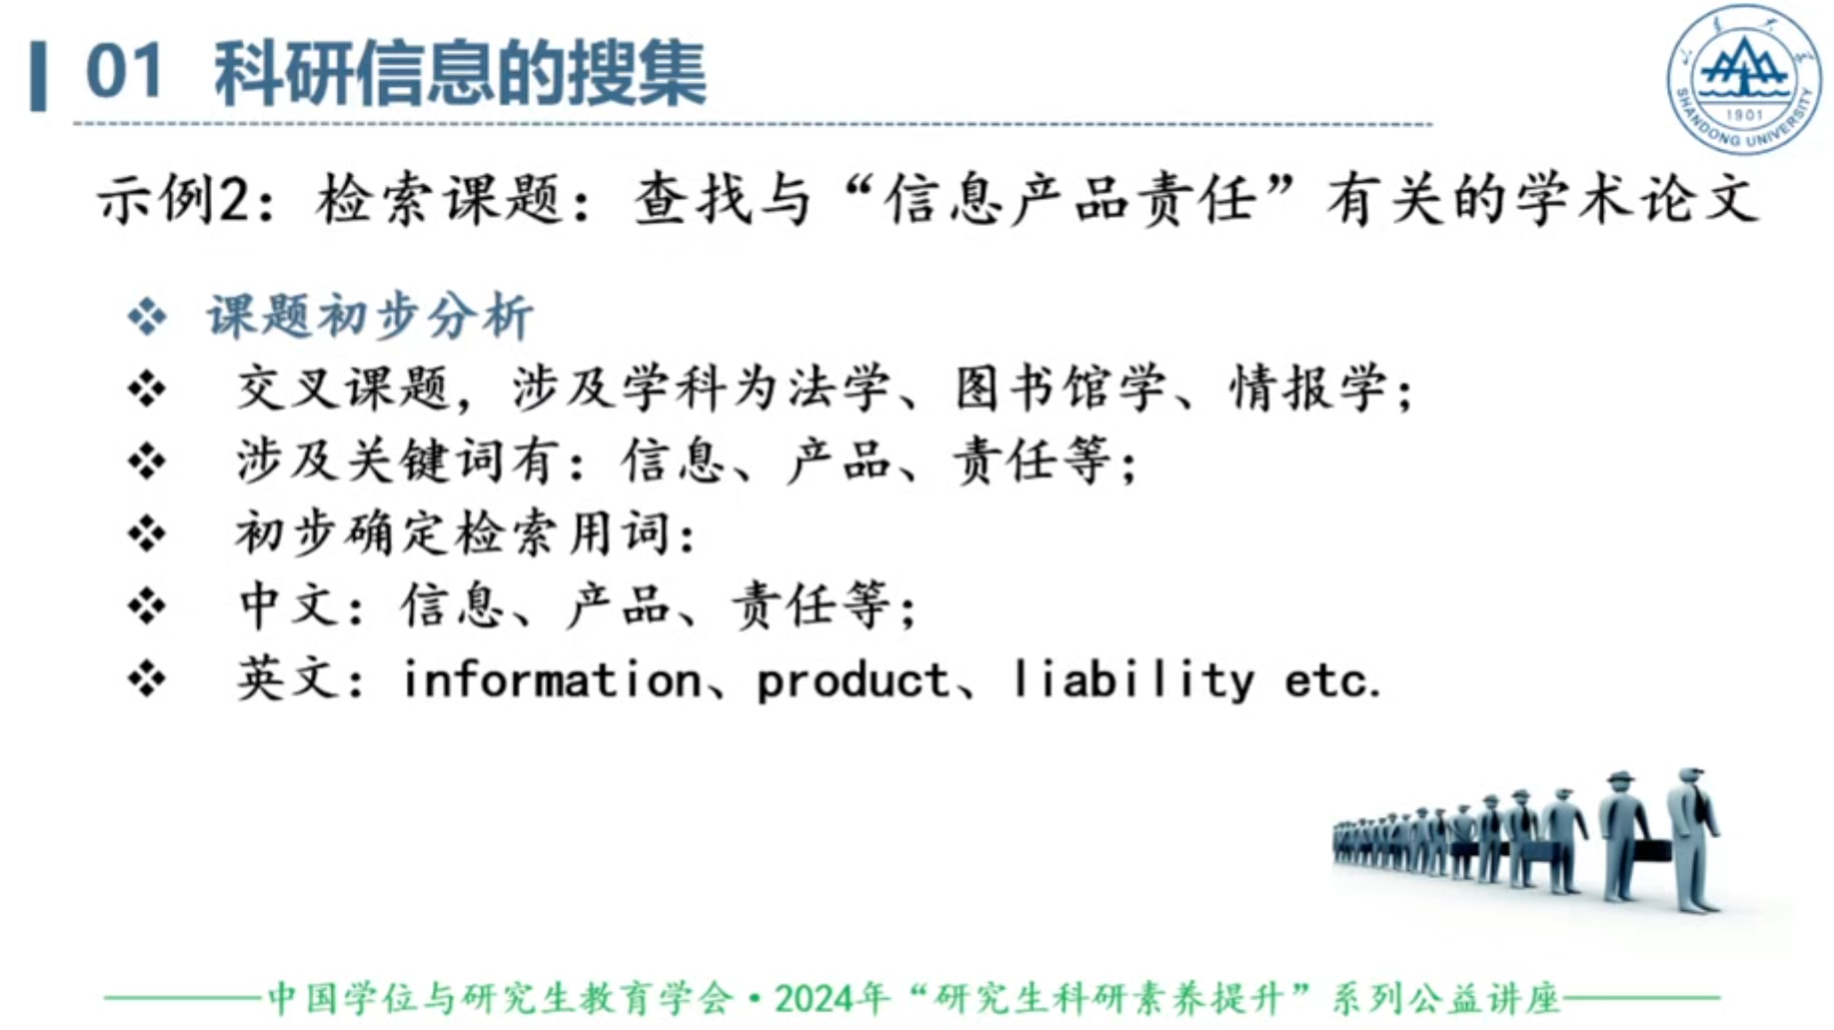 01 科研信息的搜集
山东大学
SHANDONG UNIVERSITY
1901
示例2：检索课题：查找与“信息产品责任”有关的学术论文
课题初步分析
交叉课题，涉及学科为法学、图书馆学、情报学；
涉及关键词有：信息、产品、责任等；
初步确定检索用词：
中文：信息、产品、责任等；
英文：information、product、liability etc.
中国学位与研究生教育学会·2024年“研究生科研素养提升”系列公益讲座